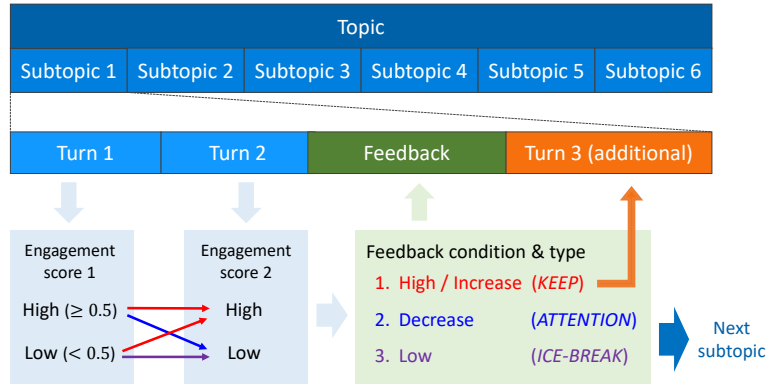 Topic
Subtopic 1 Subtopic 2 Subtopic 3 Subtopic 4 Subtopic 5 Subtopic 6
Turn 1 Turn 2 Feedback Turn 3 (additional)
Engagement
score 1
High (≥ 0.5)
Low (< 0.5)
Engagement
score 2
High
Low
Feedback condition & type
1. High / Increase (KEEP)
2. Decrease (ATTENTION)
3. Low (ICE-BREAK)
Next
subtopic